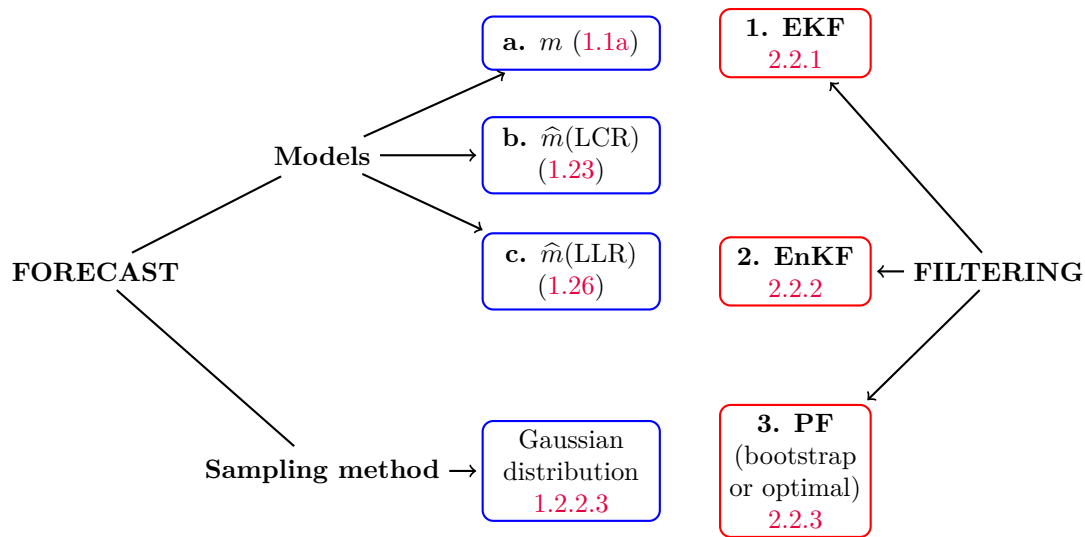 a. m (1.1a)
1. EKF
2.2.1
Models
b. m̂(LCR)
(1.23)
FORECAST
c. m̂(LLR)
(1.26)
2. EnKF
2.2.2
FILTERING
Sampling method
Gaussian
distribution
1.2.2.3
3. PF
(bootstrap
or optimal)
2.2.3